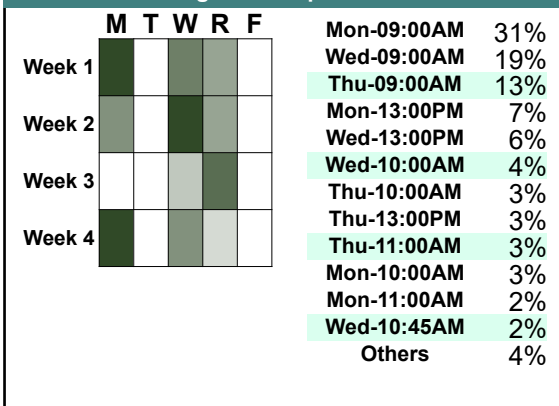 M T W R F
Week 1
Week 2
Week 3
Week 4
Mon-09:00AM 31%
Wed-09:00AM 19%
Thu-09:00AM 13%
Mon-13:00PM 7%
Wed-13:00PM 6%
Wed-10:00AM 4%
Thu-10:00AM 3%
Thu-13:00PM 3%
Thu-11:00AM 3%
Mon-10:00AM 3%
Mon-11:00AM 2%
Wed-10:45AM 2%
Others 4%